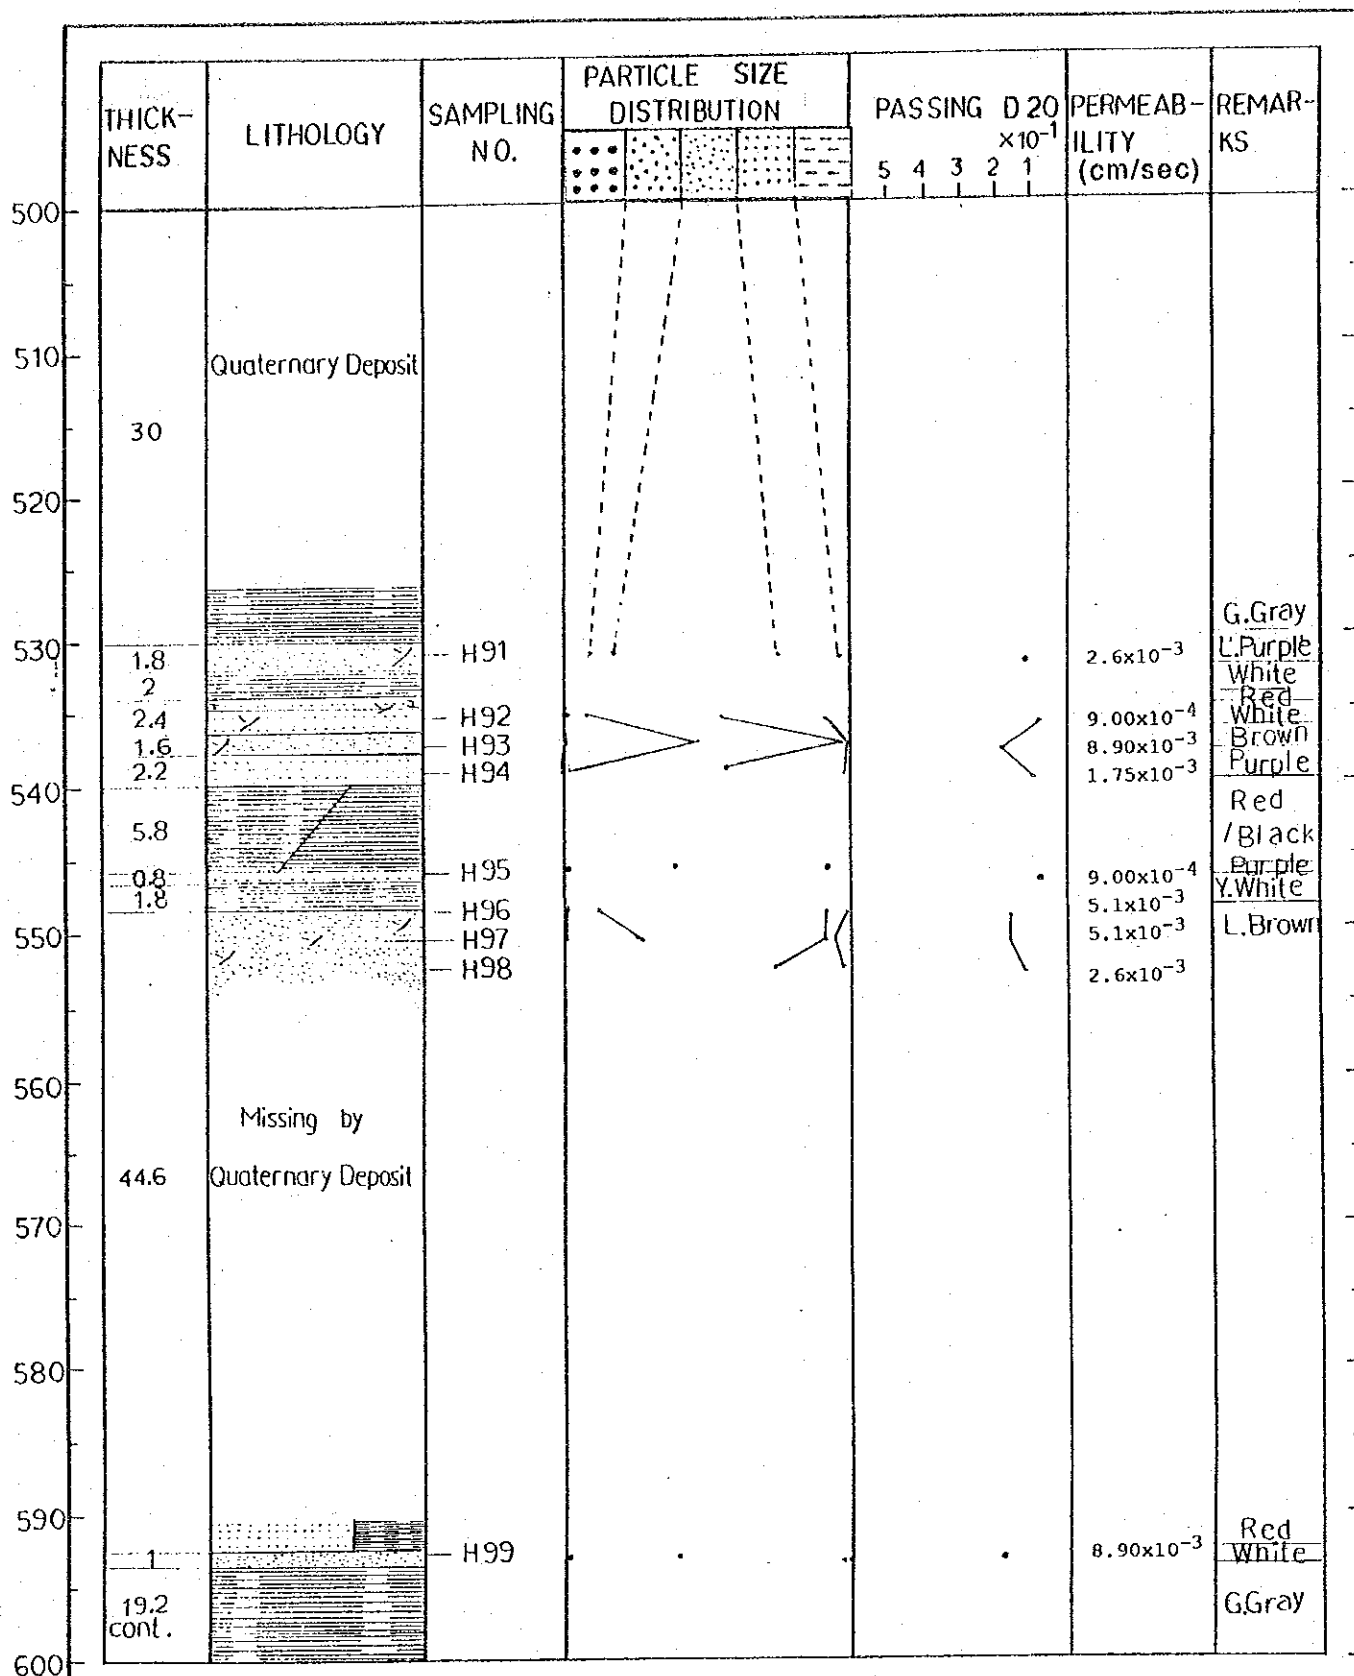 THICK-
NESS
LITHOLOGY
SAMPLING
NO.
PARTICLE SIZE
DISTRIBUTION
PASSING D20
×10⁻¹
5 4 3 2 1
PERMEAB-
ILITY
(cm/sec)
REMAR-
KS
500
510
Quaternary Deposit
30
520
G.Gray
530
1.8
H91
2.6x10⁻³
L.Purple
White
2
Red
2.4
H92
9.00x10⁻⁴
White
1.6
H93
8.90x10⁻³
Brown
2.2
H94
1.75x10⁻³
Purple
540
Red
5.8
/Black
0.8
H95
9.00x10⁻⁴
Purple
1.8
5.1x10⁻³
Y.White
H96
550
H97
5.1x10⁻³
L.Brown
H98
2.6x10⁻³
560
Missing by
44.6
Quaternary Deposit
570
580
590
Red
1
H99
8.90x10⁻³
White
19.2
cont.
G.Gray
600